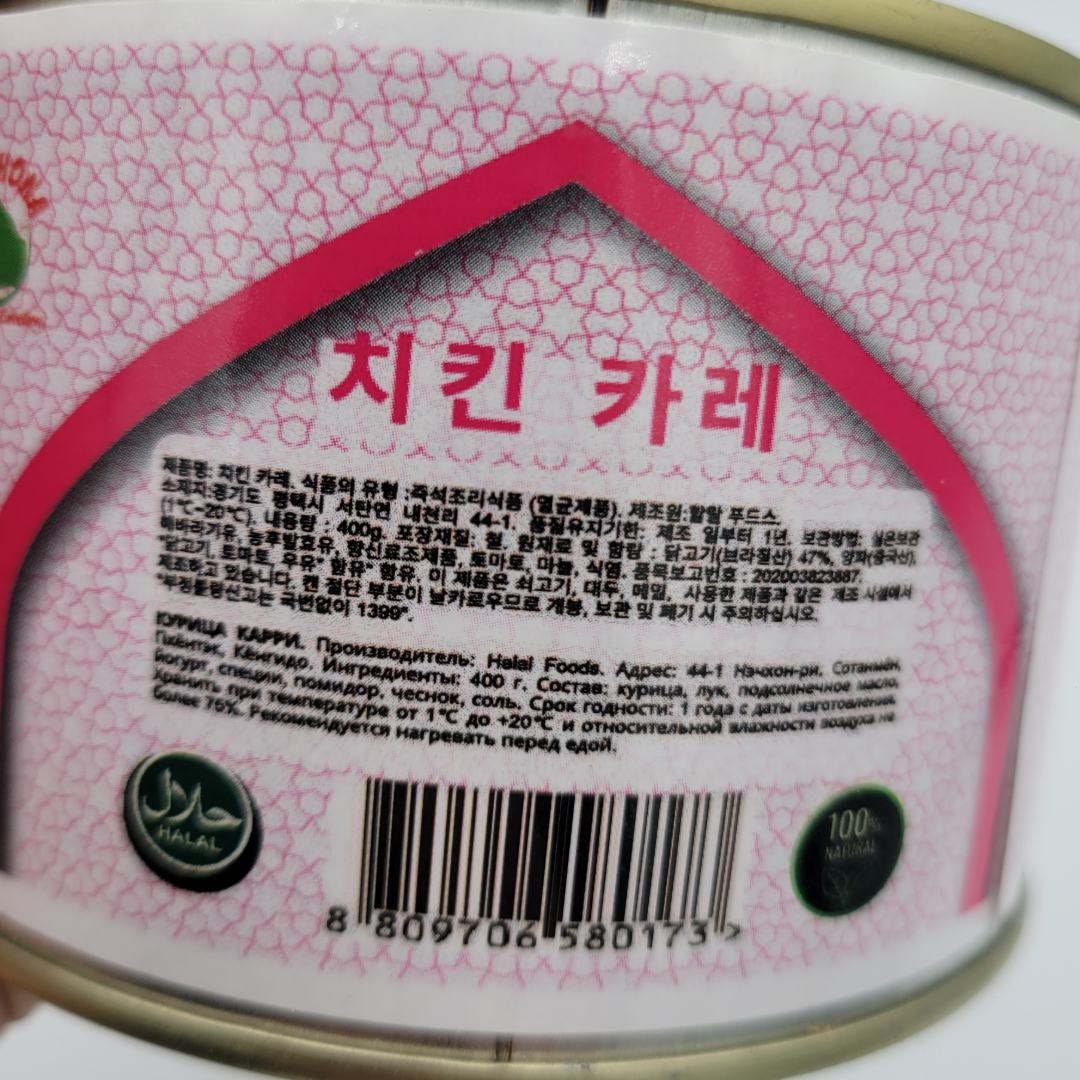 치킨 카레
제품명: 치킨 카레. 식품의 유형 :즉석조리식품 (멸균제품). 제조원:할랄 푸드스.
소재지:경기도 평택시 서탄면 내천리 44-1. 품질유지기한: 제조 일부터 1년. 보관방법: 실온보관
(1℃~20℃). 내용량 : 400g. 포장재질: 철. 원재료 및 함량 : 닭고기(브라질산) 47%, 양파(중국산),
해바라기유, 농후발효유, 향신료조제품, 토마토, 마늘, 식염. 품목보고번호 : 202003823887.
"닭고기, 토마토, 우유" 함유" 함유. 이 제품은 쇠고기, 대두, 메밀, 사용한 제품과 같은 제조 시설에서
제조하고 있습니다. 캔 절단 부분이 날카로우므로 개봉, 보관 및 폐기 시 주의하십시오.
"부정불량신고는 국번없이 1399".
КУРИЦА КАРРИ. Производитель: Halal Foods. Адрес: 44-1 Нэчхон-ри. Сотанмён,
Пхёнтэк, Кёнгидо. Ингредиенты: 400 г. Состав: курица, лук, подсолнечное масло,
йогурт, специи, помидор, чеснок, соль. Срок годности: 1 года с даты изготовления.
Хранить при температуре от 1℃ до +20℃ и относительной влажности воздуха не
более 75%. Рекомендуется нагревать перед едой.
حلال
HALAL
100%
NATURAL
8 809706 580173 >